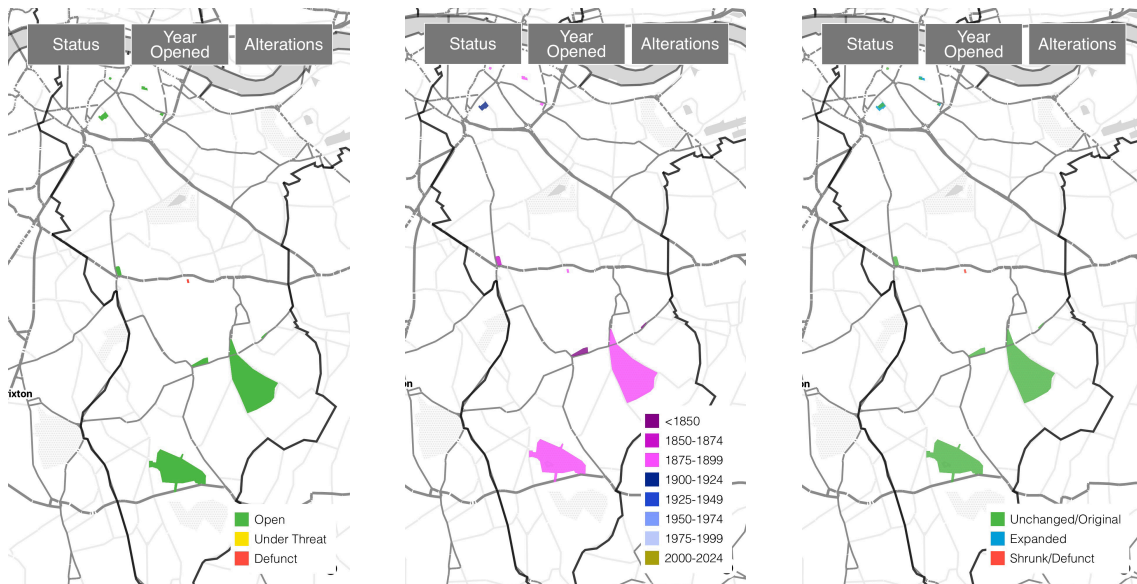 Status
Year
Opened
Alterations
ixton
Open
Under Threat
Defunct
Status
Year
Opened
Alterations
on
<1850
1850-1874
1875-1899
1900-1924
1925-1949
1950-1974
1975-1999
2000-2024
Status
Year
Opened
Alterations
n
Unchanged/Original
Expanded
Shrunk/Defunct